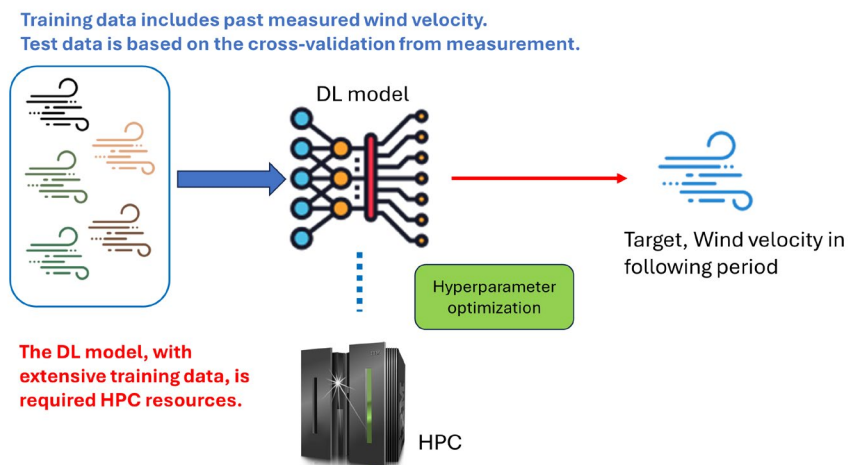 Training data includes past measured wind velocity.
Test data is based on the cross-validation from measurement.
DL model
Target, Wind velocity in
following period
Hyperparameter
optimization
The DL model, with
extensive training data, is
required HPC resources.
HPC